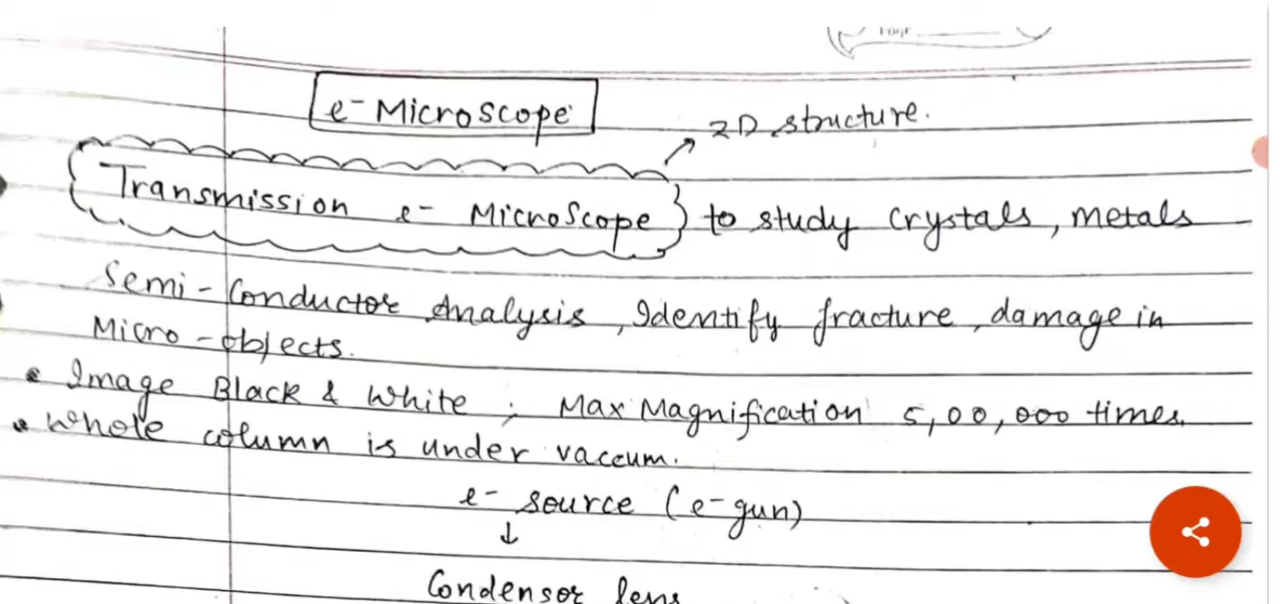 Page
e- Microscope
2D structure.
Transmission e- Microscope to study crystals, metals
Semi-Conductor Analysis, Identify fracture, damage in
Micro-objects.
• Image Black & White; Max Magnification 5,00,000 times.
• Whole column is under vaccum.
e- source (e-gun)
↓
Condensor lens